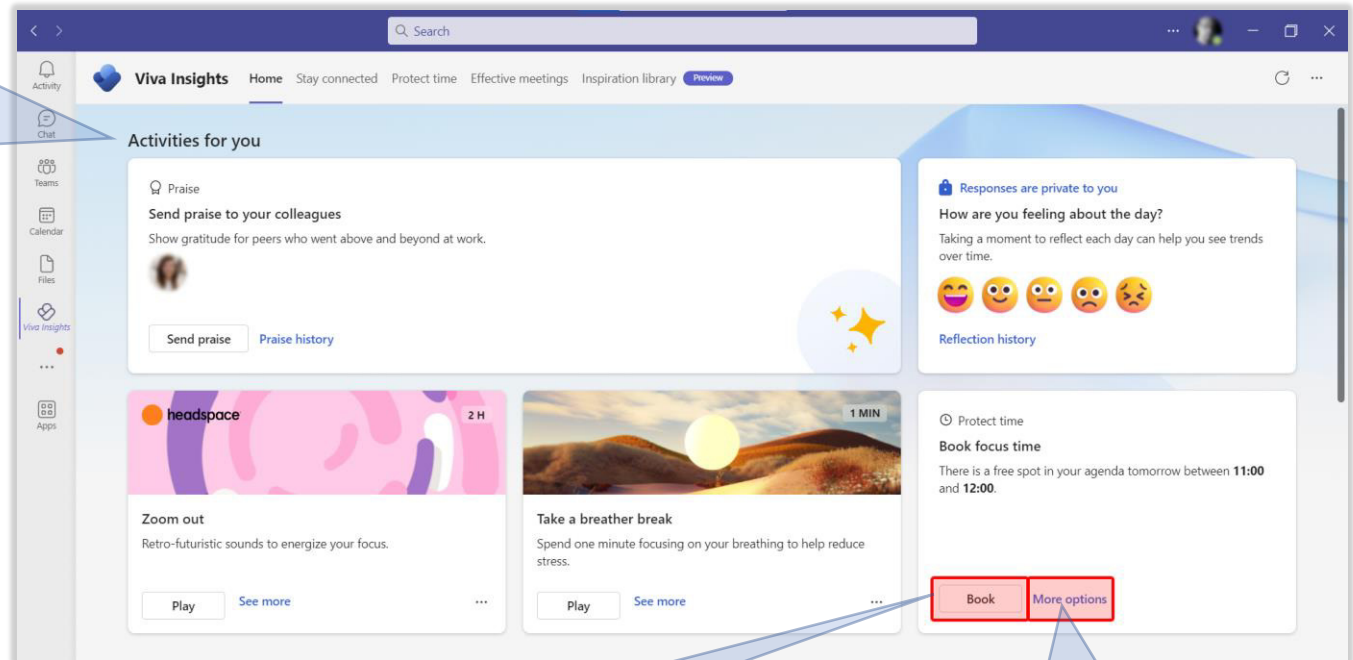 Search
Activity
Chat
Teams
Calendar
Files
Viva Insights
Apps
Viva Insights Home Stay connected Protect time Effective meetings Inspiration library Preview
Activities for you
Praise
Send praise to your colleagues
Show gratitude for peers who went above and beyond at work.
Send praise Praise history
Responses are private to you
How are you feeling about the day?
Taking a moment to reflect each day can help you see trends
over time.
Reflection history
headspace 2 H
Zoom out
Retro-futuristic sounds to energize your focus.
Play See more
1 MIN
Take a breather break
Spend one minute focusing on your breathing to help reduce
stress.
Play See more
Protect time
Book focus time
There is a free spot in your agenda tomorrow between 11:00
and 12:00.
Book More options